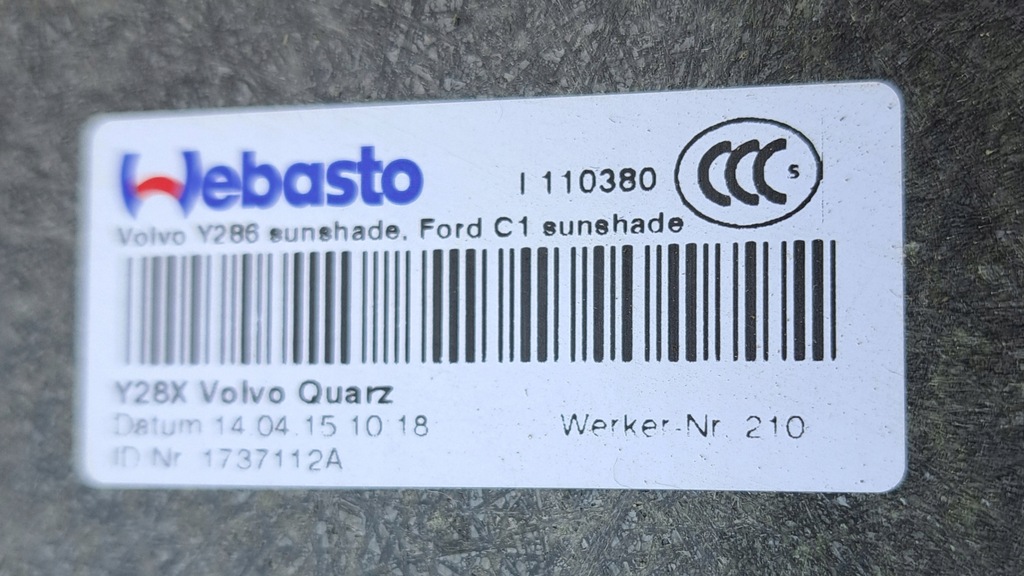 Webasto
I 110380
CCC S
Volvo Y286 sunshade, Ford C1 sunshade
Y28X Volvo Quarz
Datum 14 04 15 10 18
Werker-Nr. 210
ID Nr 1737112A